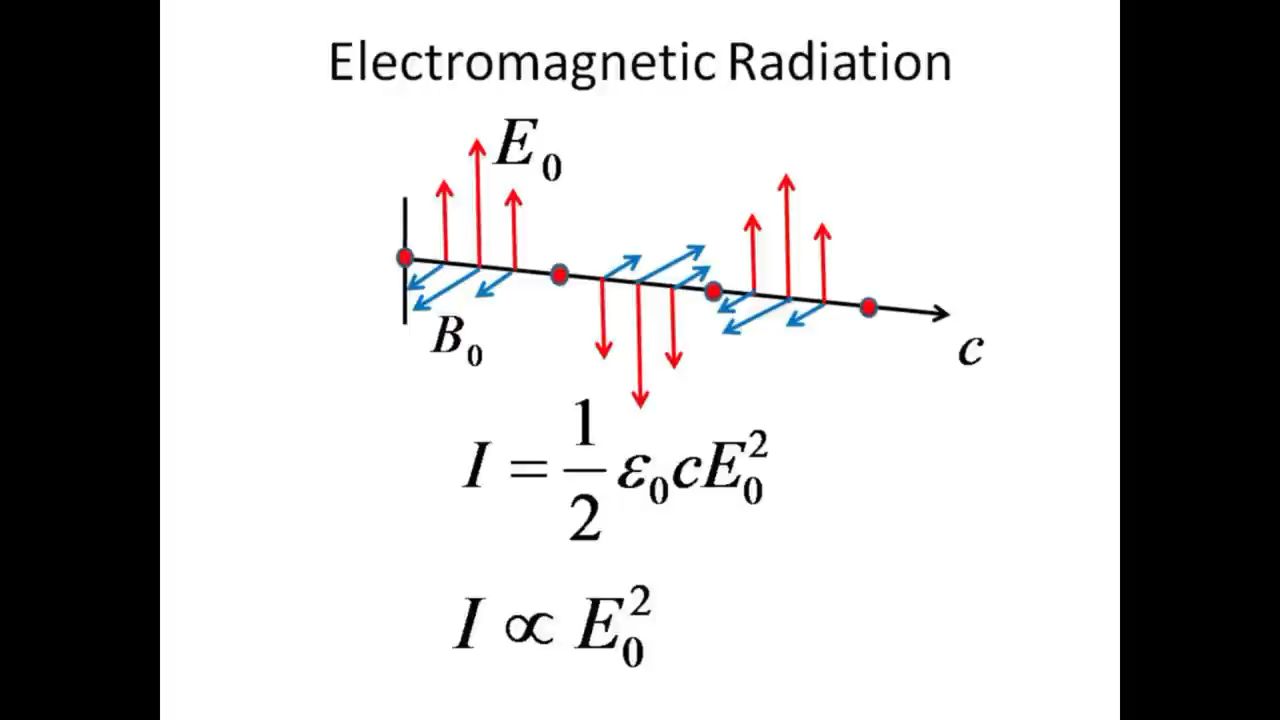 Electromagnetic Radiation
E₀
B₀
c
I = 1/2 ε₀cE₀²
I ∝ E₀²